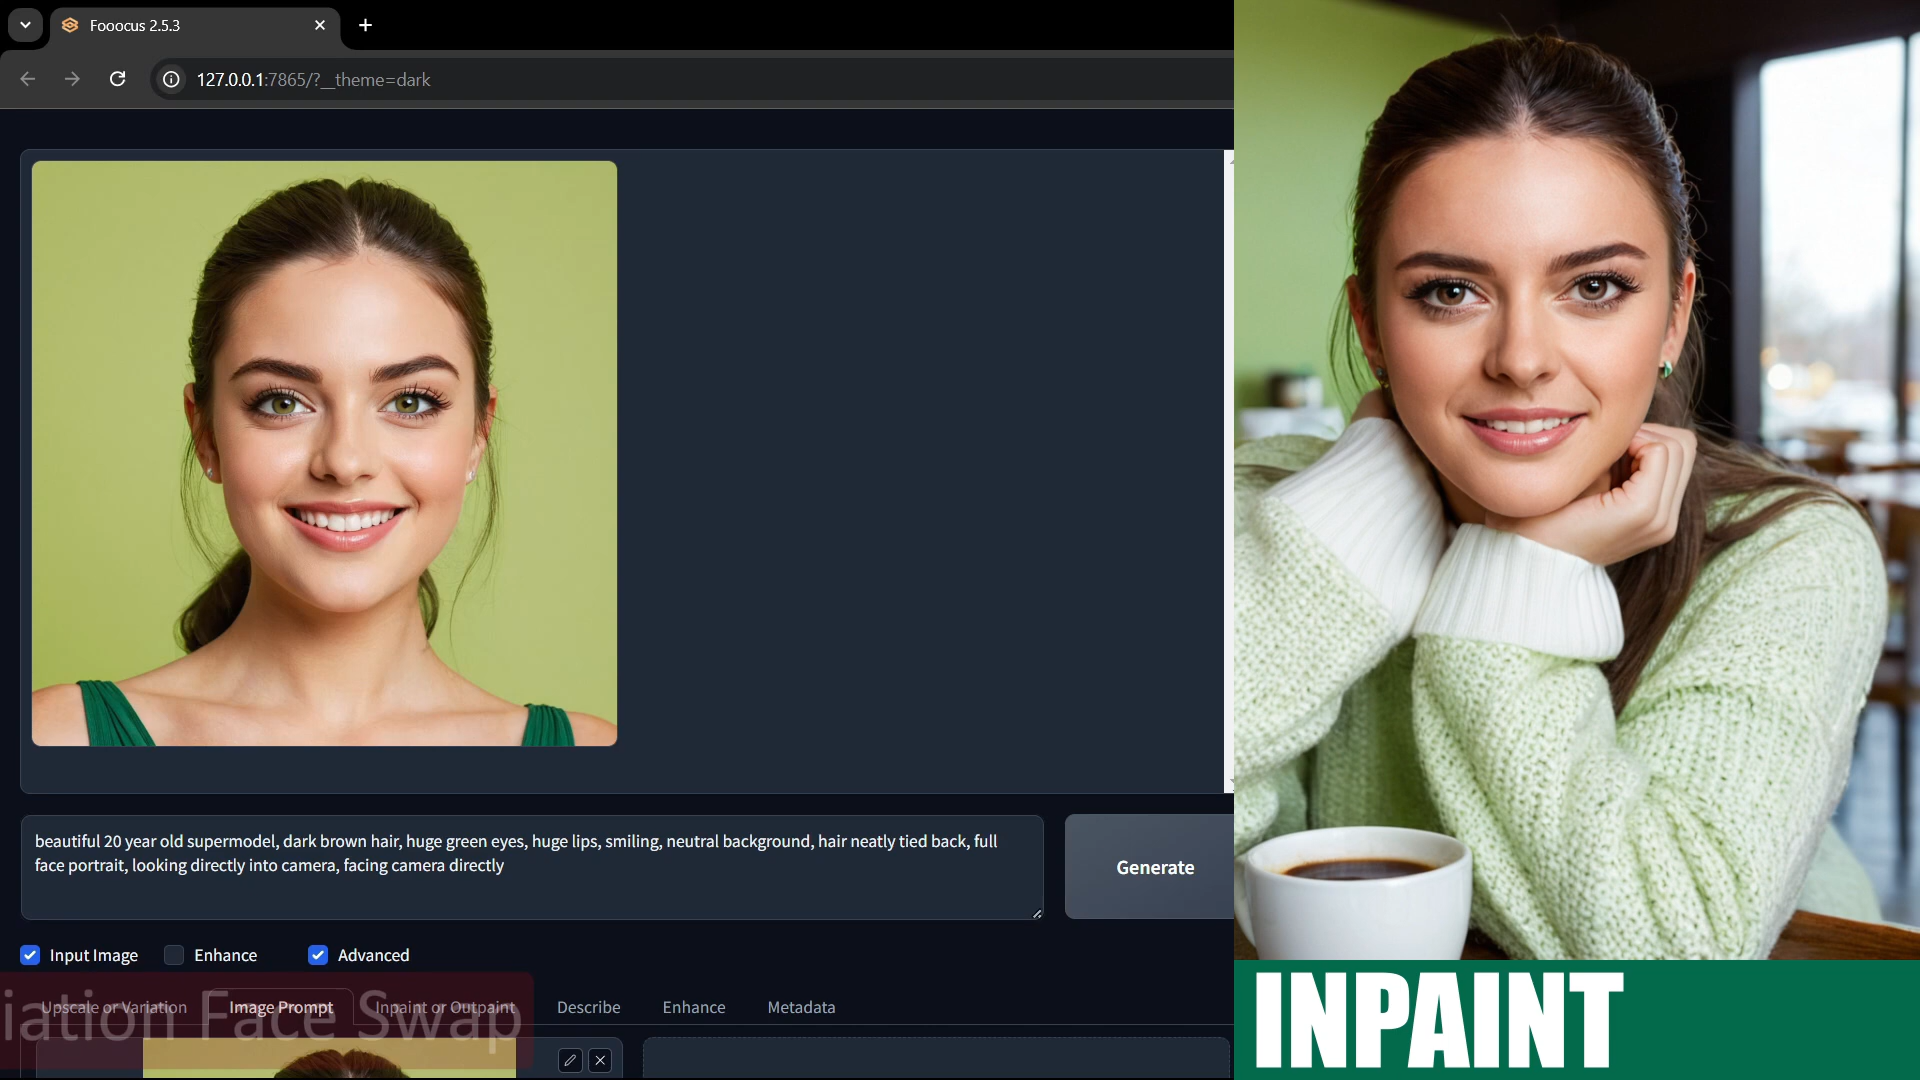 Fooocus 2.5.3
127.0.0.1:7865/?__theme=dark
beautiful 20 year old supermodel, dark brown hair, huge green eyes, huge lips, smiling, neutral background, hair neatly tied back, full
face portrait, looking directly into camera, facing camera directly
Generate
Input Image
Enhance
Advanced
Upscale or Variation
Image Prompt
Inpaint or Outpaint
Describe
Enhance
Metadata
iation Face Swap
INPAINT